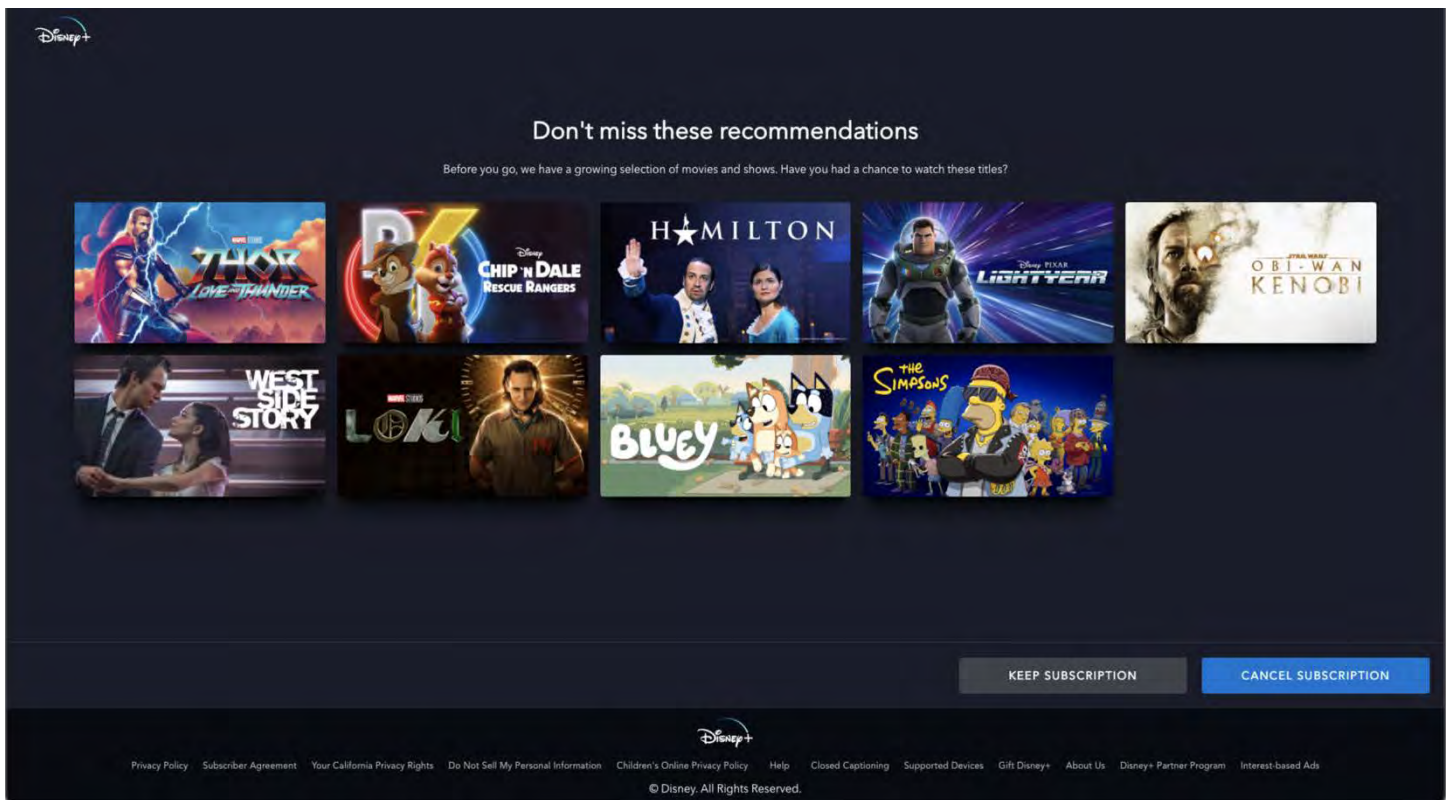 Disney+
Don't miss these recommendations
Before you go, we have a growing selection of movies and shows. Have you had a chance to watch these titles?
MARVEL STUDIOS
THOR
LOVE AND THUNDER
Disney
CHIP 'N DALE
RESCUE RANGERS
HAMILTON
Disney PIXAR
LIGHTYEAR
STAR WARS
OBI-WAN
KENOBI
WEST
SIDE
STORY
MARVEL STUDIOS
LOKI
BLUEY
THE
SIMPSONS
KEEP SUBSCRIPTION
CANCEL SUBSCRIPTION
Disney+
Privacy Policy Subscriber Agreement Your California Privacy Rights Do Not Sell My Personal Information Children's Online Privacy Policy Help Closed Captioning Supported Devices Gift Disney+ About Us Disney+ Partner Program Interest-based Ads
© Disney. All Rights Reserved.